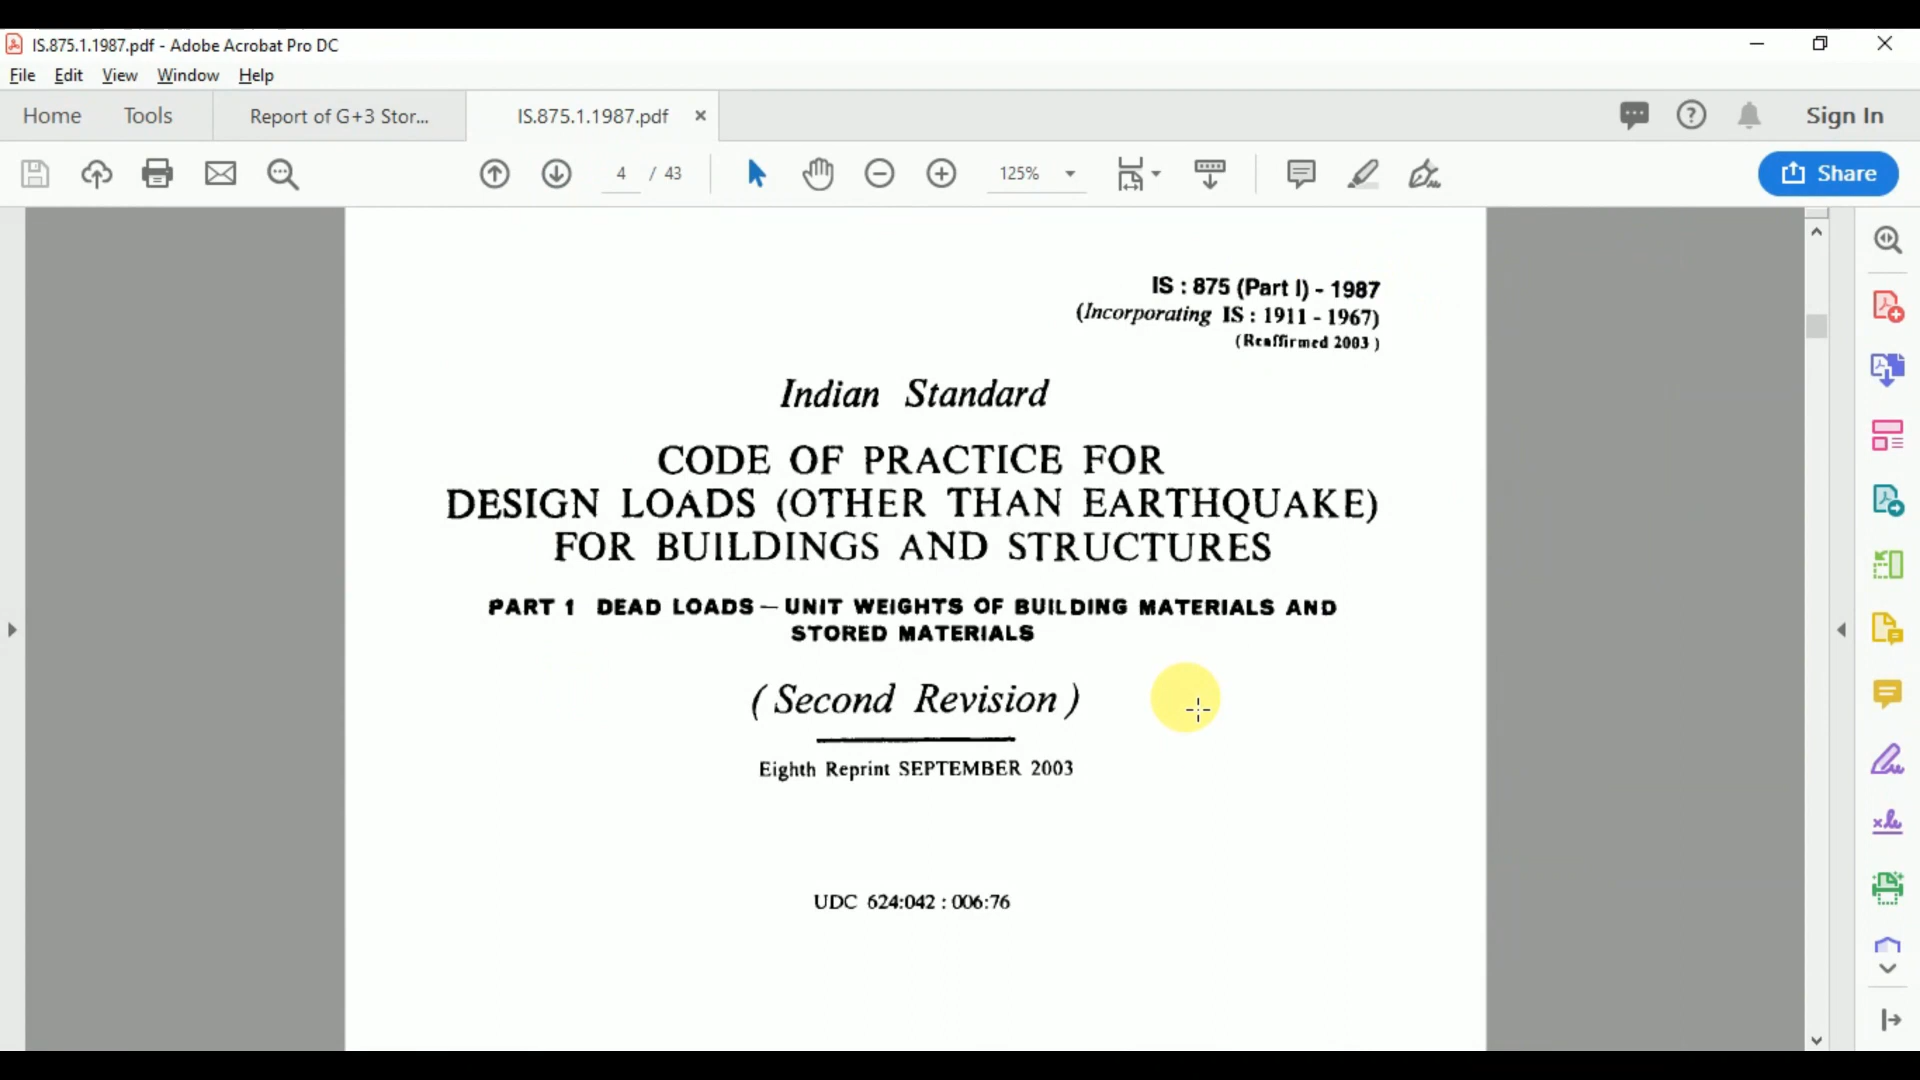 IS.875.1.1987.pdf - Adobe Acrobat Pro DC
File Edit View Window Help
Home Tools Report of G+3 Stor... IS.875.1.1987.pdf × Sign In
4 / 43 125% Share
IS : 875 (Part I) - 1987
(Incorporating IS : 1911 - 1967)
(Reaffirmed 2003 )
Indian Standard
CODE OF PRACTICE FOR
DESIGN LOADS (OTHER THAN EARTHQUAKE)
FOR BUILDINGS AND STRUCTURES
PART 1 DEAD LOADS — UNIT WEIGHTS OF BUILDING MATERIALS AND
STORED MATERIALS
( Second Revision )
Eighth Reprint SEPTEMBER 2003
UDC 624:042 : 006:76